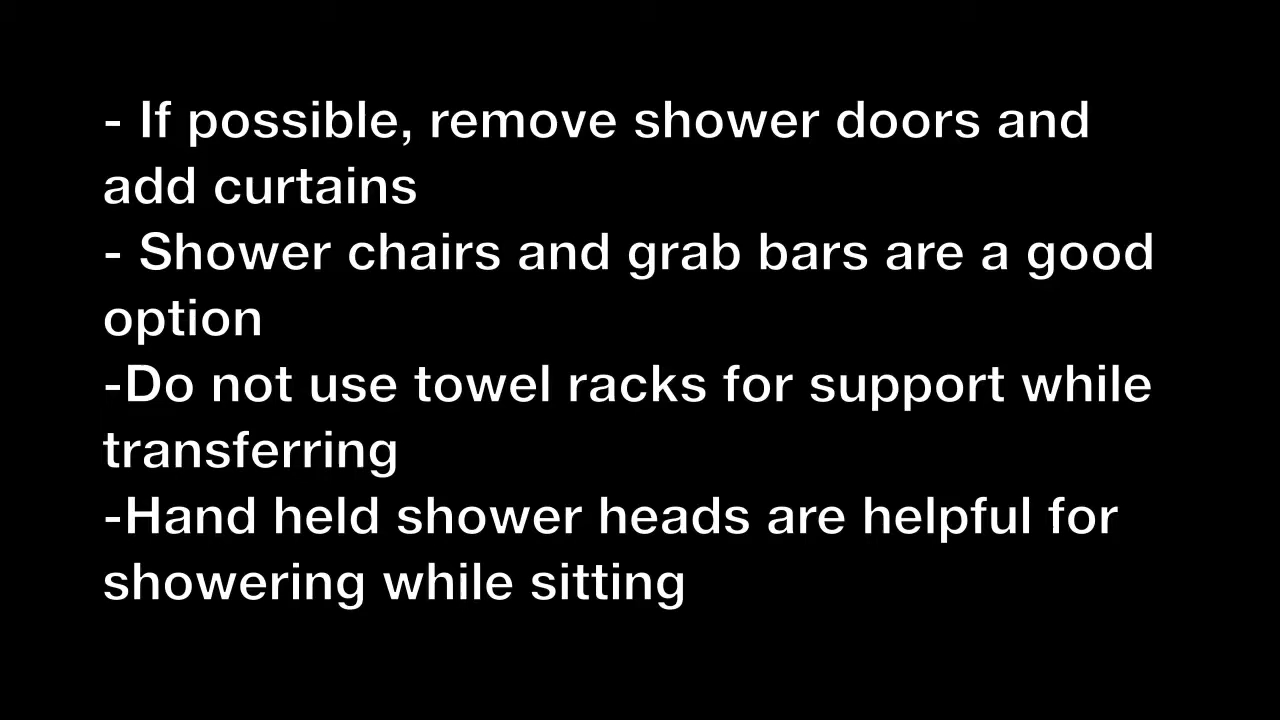 - If possible, remove shower doors and
add curtains
- Shower chairs and grab bars are a good
option
-Do not use towel racks for support while
transferring
-Hand held shower heads are helpful for
showering while sitting